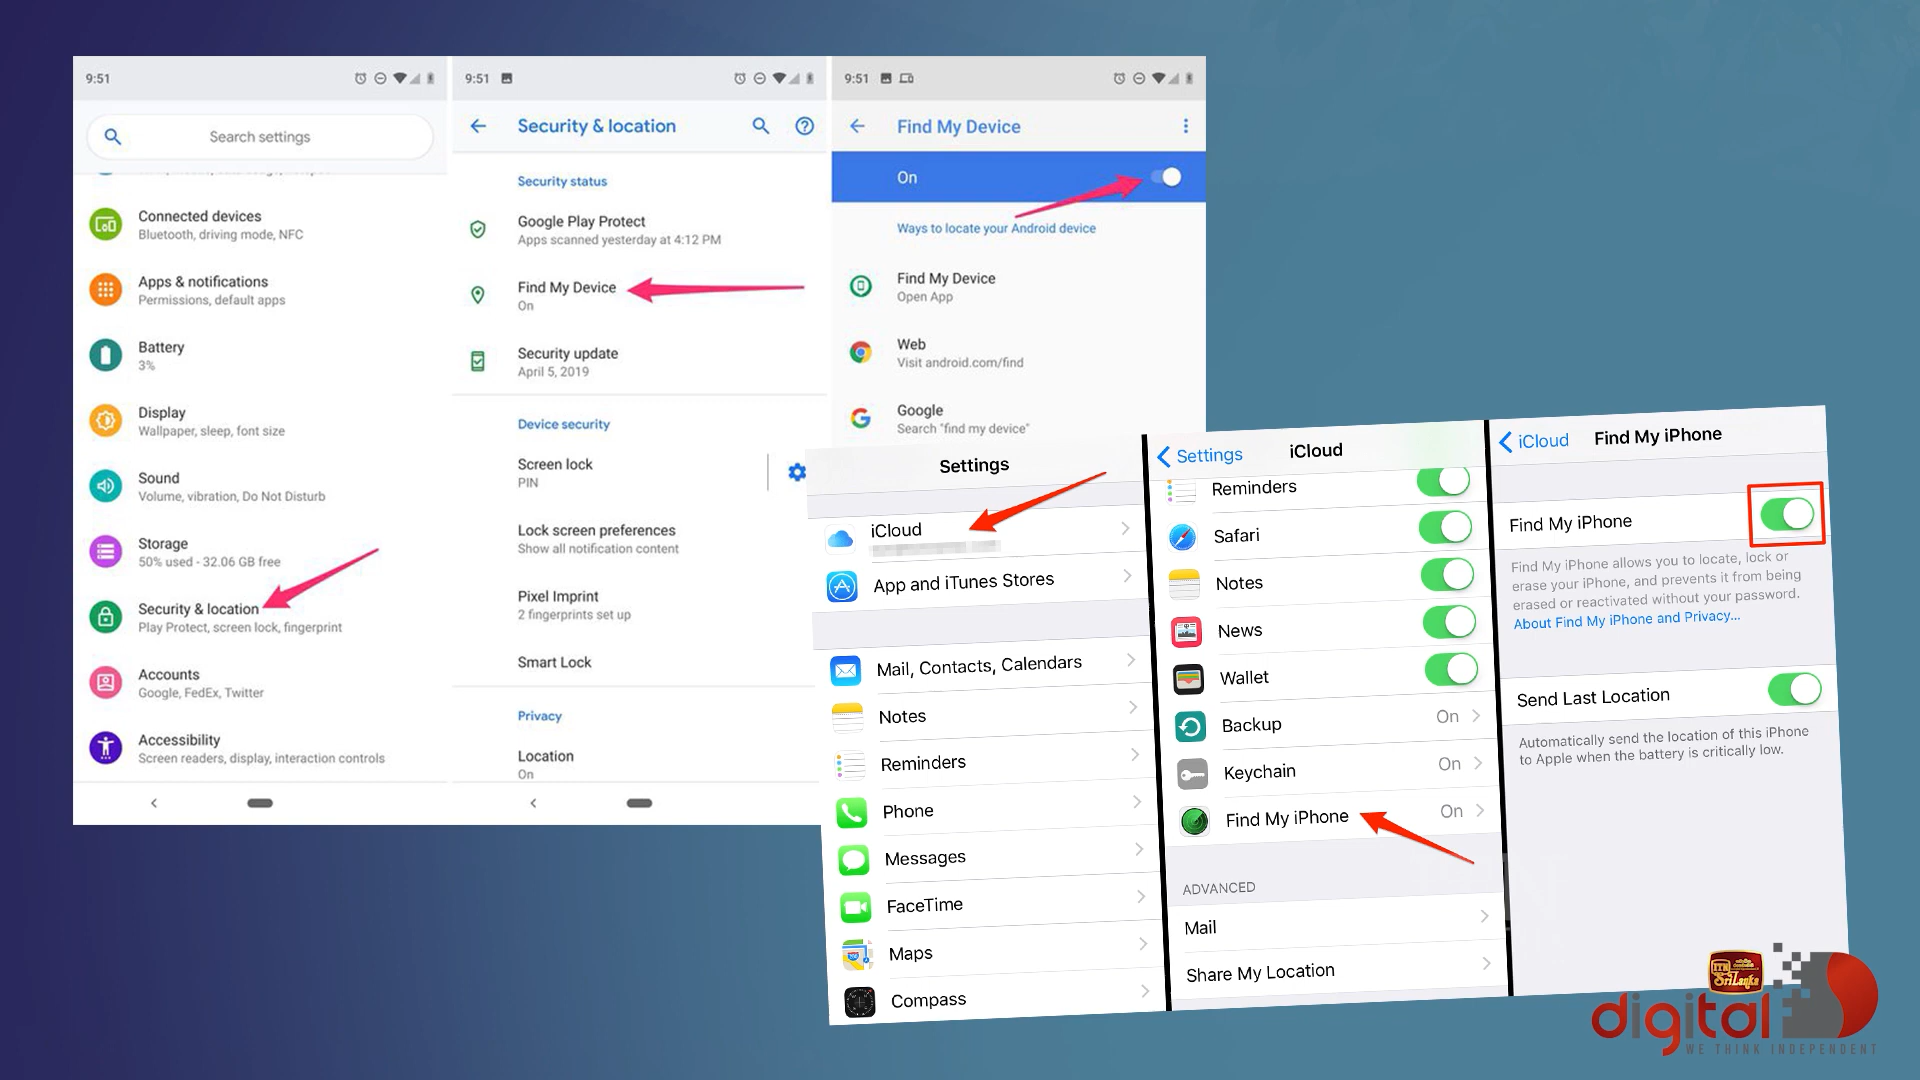 9:51
Search settings
Connected devices
Bluetooth, driving mode, NFC
Apps & notifications
Permissions, default apps
Battery
3%
Display
Wallpaper, sleep, font size
Sound
Volume, vibration, Do Not Disturb
Storage
50% used - 32.06 GB free
Security & location
Play Protect, screen lock, fingerprint
Accounts
Google, FedEx, Twitter
Accessibility
Screen readers, display, interaction controls
9:51
Security & location
Security status
Google Play Protect
Apps scanned yesterday at 4:12 PM
Find My Device
On
Security update
April 5, 2019
Device security
Screen lock
PIN
Lock screen preferences
Show all notification content
Pixel Imprint
2 fingerprints set up
Smart Lock
Privacy
Location
On
9:51
Find My Device
On
Ways to locate your Android device
Find My Device
Open App
Web
Visit android.com/find
Google
Search "find my device"
Settings
iCloud
App and iTunes Stores
Mail, Contacts, Calendars
Notes
Reminders
Phone
Messages
FaceTime
Maps
Compass
Settings
iCloud
Reminders
Safari
Notes
News
Wallet
Backup On
Keychain On
Find My iPhone On
ADVANCED
Mail
Share My Location
iCloud
Find My iPhone
Find My iPhone
Find My iPhone allows you to locate, lock or
erase your iPhone, and prevents it from being
erased or reactivated without your password.
About Find My iPhone and Privacy...
Send Last Location
Automatically send the location of this iPhone
to Apple when the battery is critically low.
ITN
SriLanka
digital
WE THINK INDEPENDENT